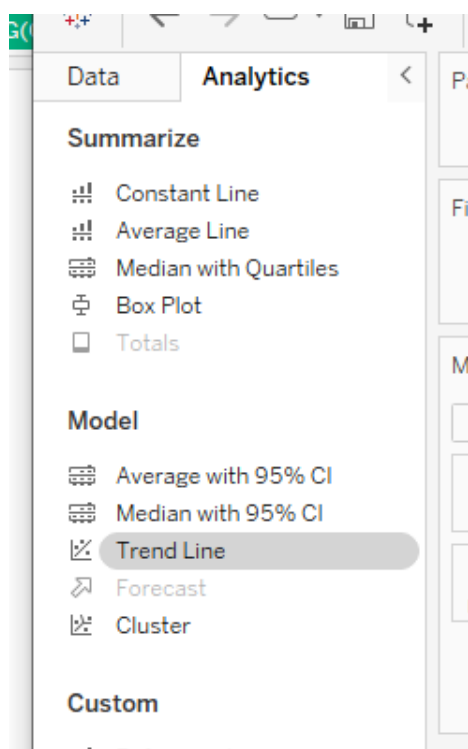 Data
Analytics
Summarize
Constant Line
Average Line
Median with Quartiles
Box Plot
Totals
Model
Average with 95% CI
Median with 95% CI
Trend Line
Forecast
Cluster
Custom